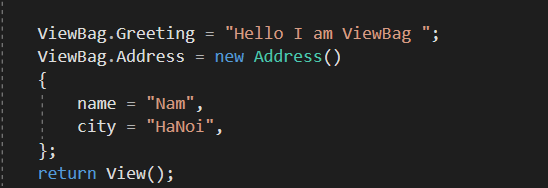 ViewBag.Greeting = "Hello I am ViewBag ";
ViewBag.Address = new Address()
{
    name = "Nam",
    city = "HaNoi",
};
return View();